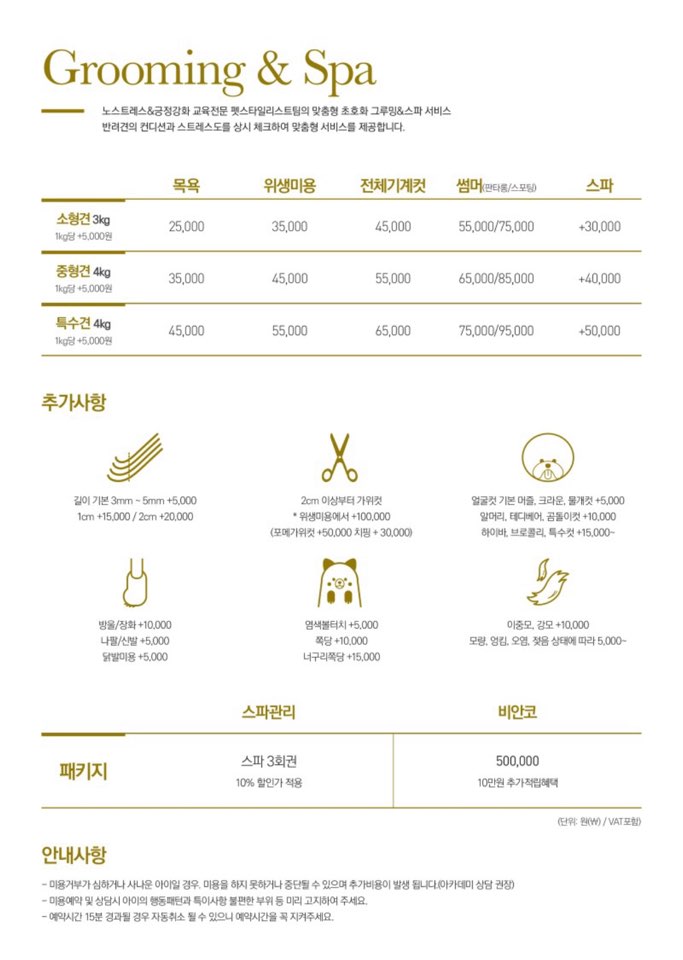 Grooming & Spa
노스트레스&긍정강화 교육전문 펫스타일리스트팀의 맞춤형 초호화 그루밍&스파 서비스
반려견의 컨디션과 스트레스도를 상시 체크하여 맞춤형 서비스를 제공합니다.
목욕 위생미용 전체기계컷 썸머(판타롱/스포팅) 스파
소형견 3kg 25,000 35,000 45,000 55,000/75,000 +30,000
1kg당 +5,000원
중형견 4kg 35,000 45,000 55,000 65,000/85,000 +40,000
1kg당 +5,000원
특수견 4kg 45,000 55,000 65,000 75,000/95,000 +50,000
1kg당 +5,000원
추가사항
길이 기본 3mm ~ 5mm +5,000
1cm +15,000 / 2cm +20,000
2cm 이상부터 가위컷
* 위생미용에서 +100,000
(포메가위컷 +50,000 치핑 + 30,000)
얼굴컷 기본 머즐, 크라운, 물개컷 +5,000
알머리, 테디베어, 곰돌이컷 +10,000
하이바, 브로콜리, 특수컷 +15,000~
방울/장화 +10,000
나팔/신발 +5,000
닭발미용 +5,000
염색볼터치 +5,000
쪽당 +10,000
너구리쪽당 +15,000
이중모, 강모 +10,000
모량, 엉킴, 오염, 젖음 상태에 따라 5,000~
스파관리 비안코
패키지
스파 3회권 500,000
10% 할인가 적용 10만원 추가적립혜택
(단위: 원(₩) / VAT포함)
안내사항
- 미용거부가 심하거나 사나운 아이일 경우, 미용을 하지 못하거나 중단될 수 있으며 추가비용이 발생 됩니다.(아카데미 상담 권장)
- 미용예약 및 상담시 아이의 행동패턴과 특이사항 불편한 부위 등 미리 고지하여 주세요.
- 예약시간 15분 경과될 경우 자동취소 될 수 있으니 예약시간을 꼭 지켜주세요.